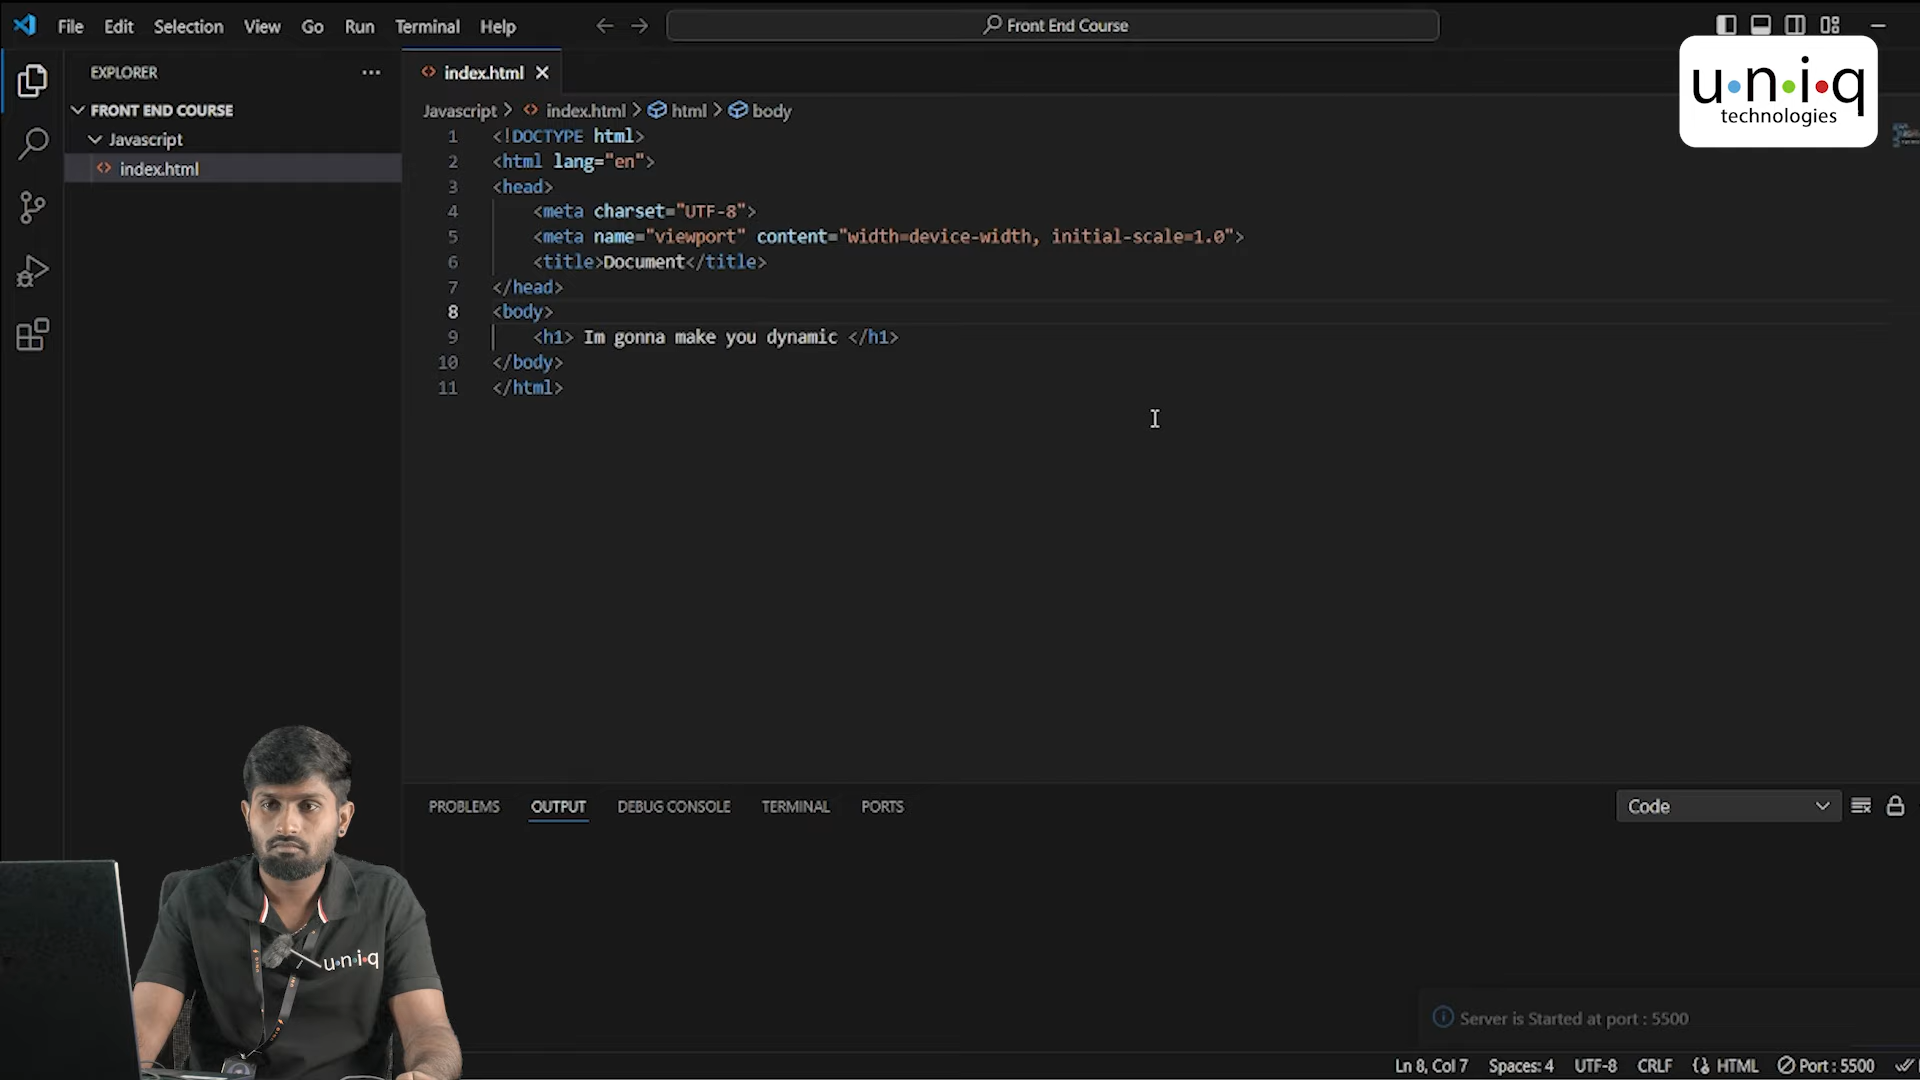 File Edit Selection View Go Run Terminal Help
Front End Course
u·n·i·q
technologies
EXPLORER
index.html
FRONT END COURSE
Javascript
index.html
Javascript > index.html > html > body
1 <!DOCTYPE html>
2 <html lang="en">
3 <head>
4 <meta charset="UTF-8">
5 <meta name="viewport" content="width=device-width, initial-scale=1.0">
6 <title>Document</title>
7 </head>
8 <body>
9 <h1> Im gonna make you dynamic </h1>
10 </body>
11 </html>
PROBLEMS OUTPUT DEBUG CONSOLE TERMINAL PORTS
Code
u·n·i·q
Server is Started at port : 5500
Ln 8, Col 7 Spaces: 4 UTF-8 CRLF HTML Port : 5500